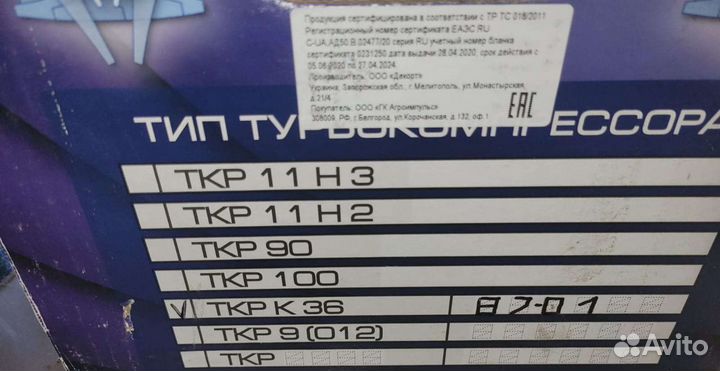 Продукция сертифицирована в соответствии с ТР ТС 018/2011
Регистрационный номер сертификата ЕАЭС RU
C-UA.АД50.В.02477/20 серия RU учетный номер бланка
сертификата 0231250 дата выдачи 28.04.2020, срок действия с
05.06.2020 по 27.04.2024
Производитель: ООО «Декорт»
Украина, Запорожская обл., г.Мелитополь, ул.Монастырская,
д.21/4
Покупатель: ООО «ГК Агроимпульс»
308009, РФ, г.Белгород, ул.Корочанская, д.132, оф.1
EAC
ТИП ТУРБОКОМПРЕССОРА
ТКР 11 Н 3
ТКР 11 Н 2
ТКР 90
ТКР 100
V ТКР К 36 87-01
ТКР 9 (012)
ТКР
Avito